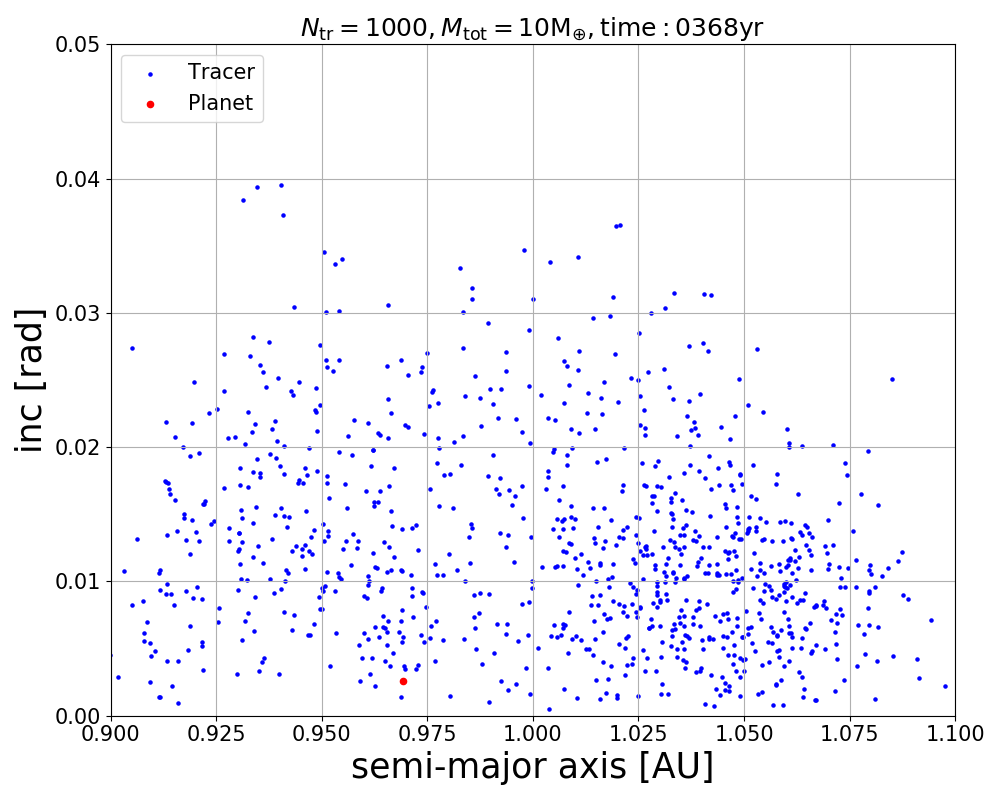 N_tr = 1000, M_tot = 10M_⊕, time : 0368yr
0.05
Tracer
Planet
0.04
0.03
inc [rad]
0.02
0.01
0.00
0.900 0.925 0.950 0.975 1.000 1.025 1.050 1.075 1.100
semi-major axis [AU]